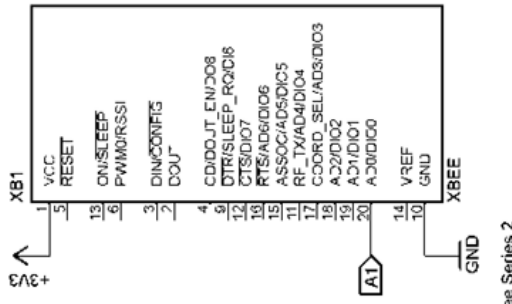 XB1
+3V3
1 VCC
5 RESET
13 ON/SLEEP
6 PWM0/RSSI
3 DIN/CONFIG
2 DOUT
4 CD/DOUT_EN/DO8
9 DTR/SLEEP_RQ/DI8
12 CTS/DIO7
16 RTS/AD6/DIO6
15 ASSOC/AD5/DIO5
11 RF_TX/AD4/DIO4
17 COORD_SEL/AD3/DIO3
18 AD2/DIO2
19 AD1/DIO1
20 AD0/DIO0
A1
14 VREF
10 GND
XBEE
GND
Series 2